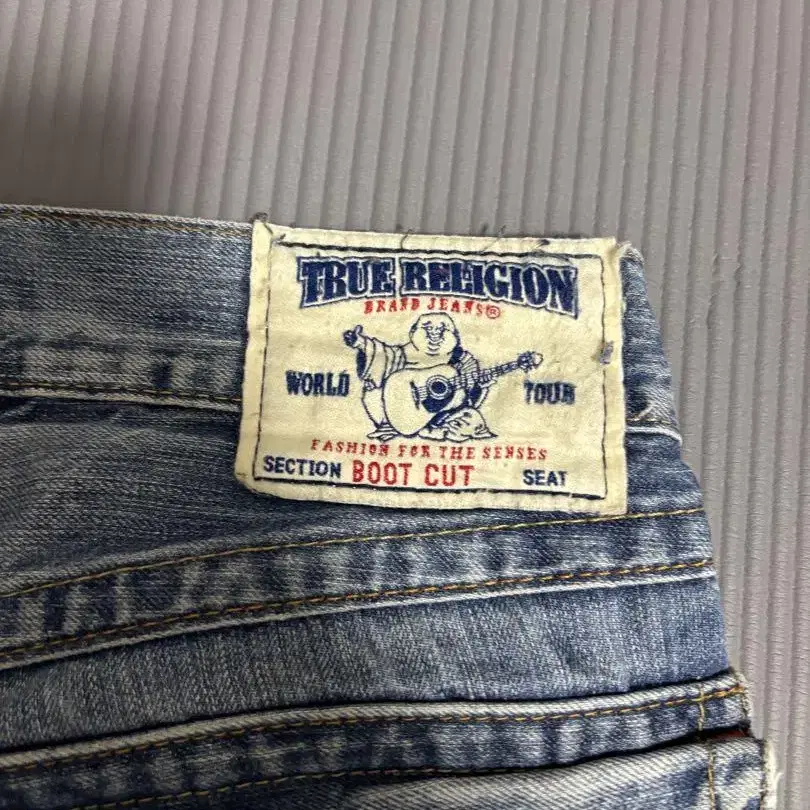 TRUE RELIGION
BRAND JEANS®
WORLD TOUR
FASHION FOR THE SENSES
SECTION BOOT CUT SEAT